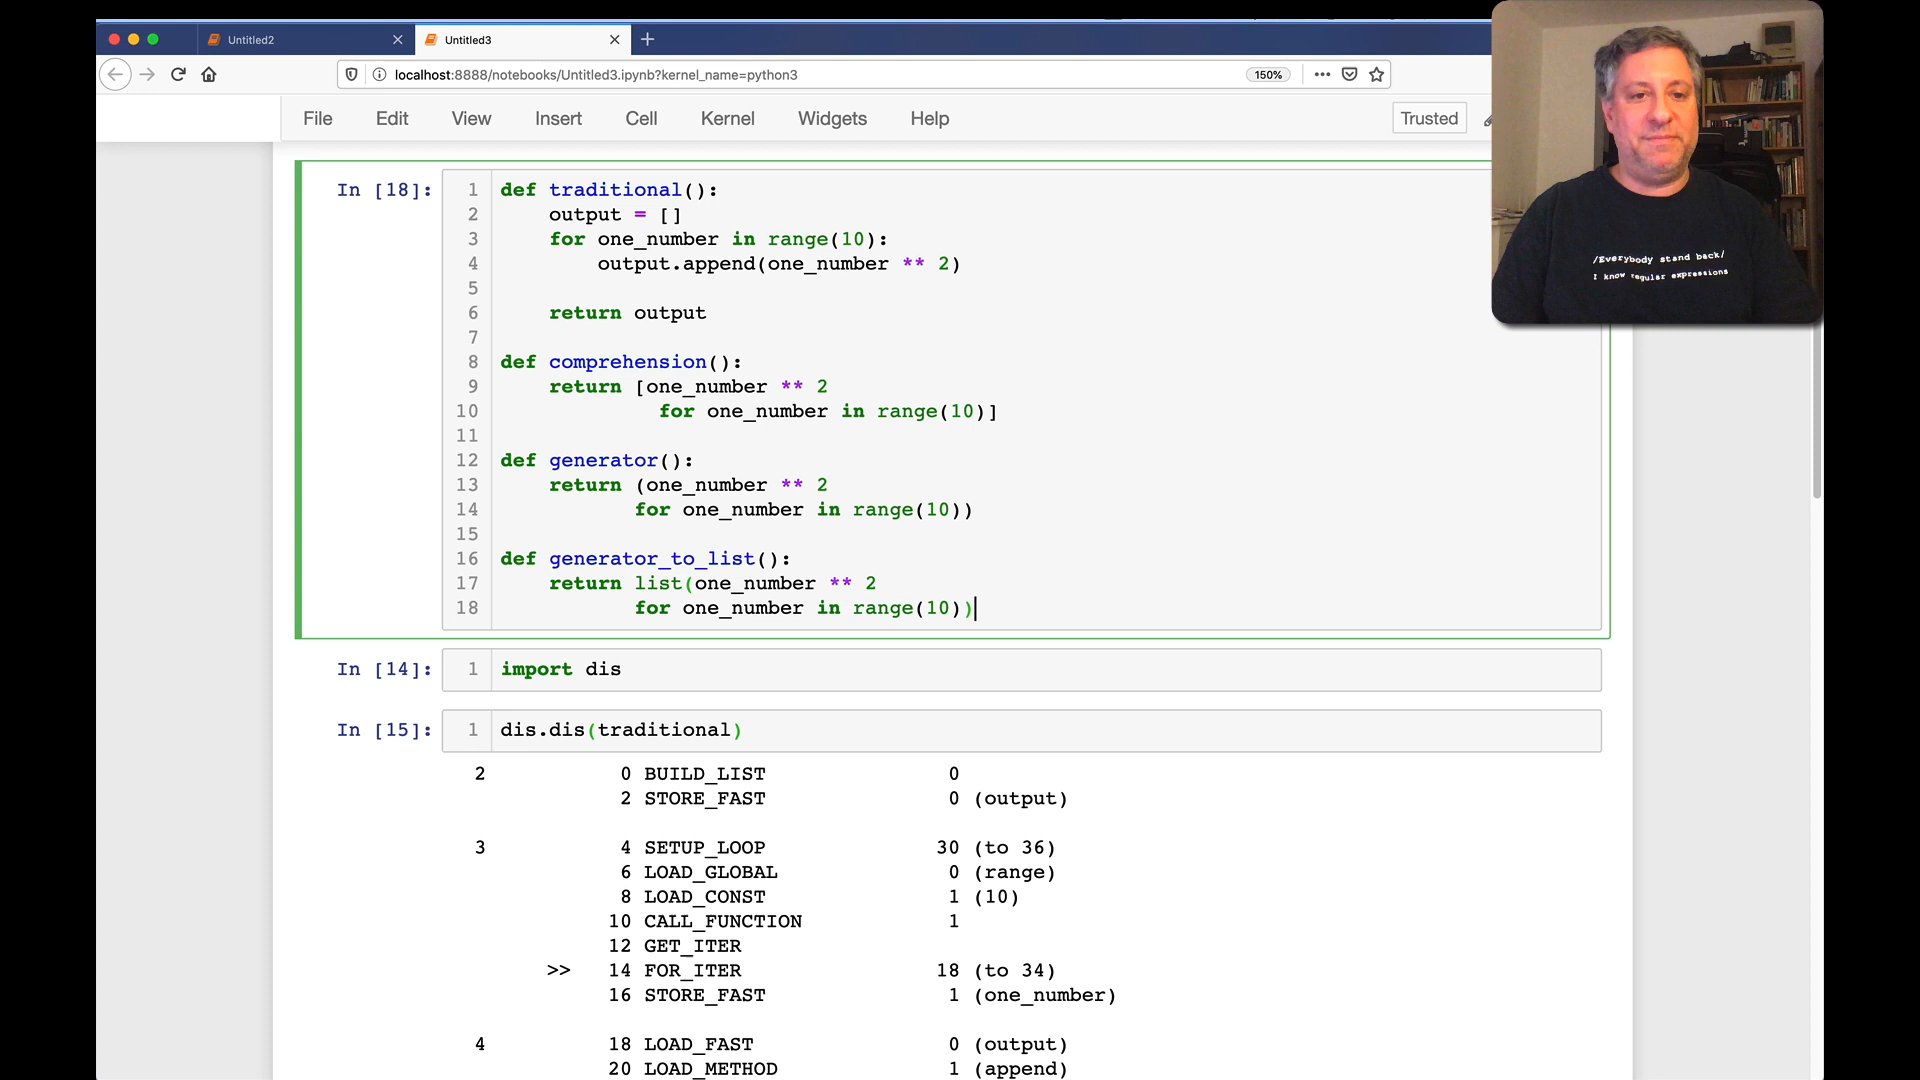 Untitled2
Untitled3
localhost:8888/notebooks/Untitled3.ipynb?kernel_name=python3
150%
File Edit View Insert Cell Kernel Widgets Help
Trusted
/Everybody stand back/
I know regular expressions
In [18]:
1 def traditional():
2 output = []
3 for one_number in range(10):
4 output.append(one_number ** 2)
5
6 return output
7
8 def comprehension():
9 return [one_number ** 2
10 for one_number in range(10)]
11
12 def generator():
13 return (one_number ** 2
14 for one_number in range(10))
15
16 def generator_to_list():
17 return list(one_number ** 2
18 for one_number in range(10))
In [14]: 1 import dis
In [15]: 1 dis.dis(traditional)
2 0 BUILD_LIST 0
2 STORE_FAST 0 (output)
3 4 SETUP_LOOP 30 (to 36)
6 LOAD_GLOBAL 0 (range)
8 LOAD_CONST 1 (10)
10 CALL_FUNCTION 1
12 GET_ITER
>> 14 FOR_ITER 18 (to 34)
16 STORE_FAST 1 (one_number)
4 18 LOAD_FAST 0 (output)
20 LOAD_METHOD 1 (append)